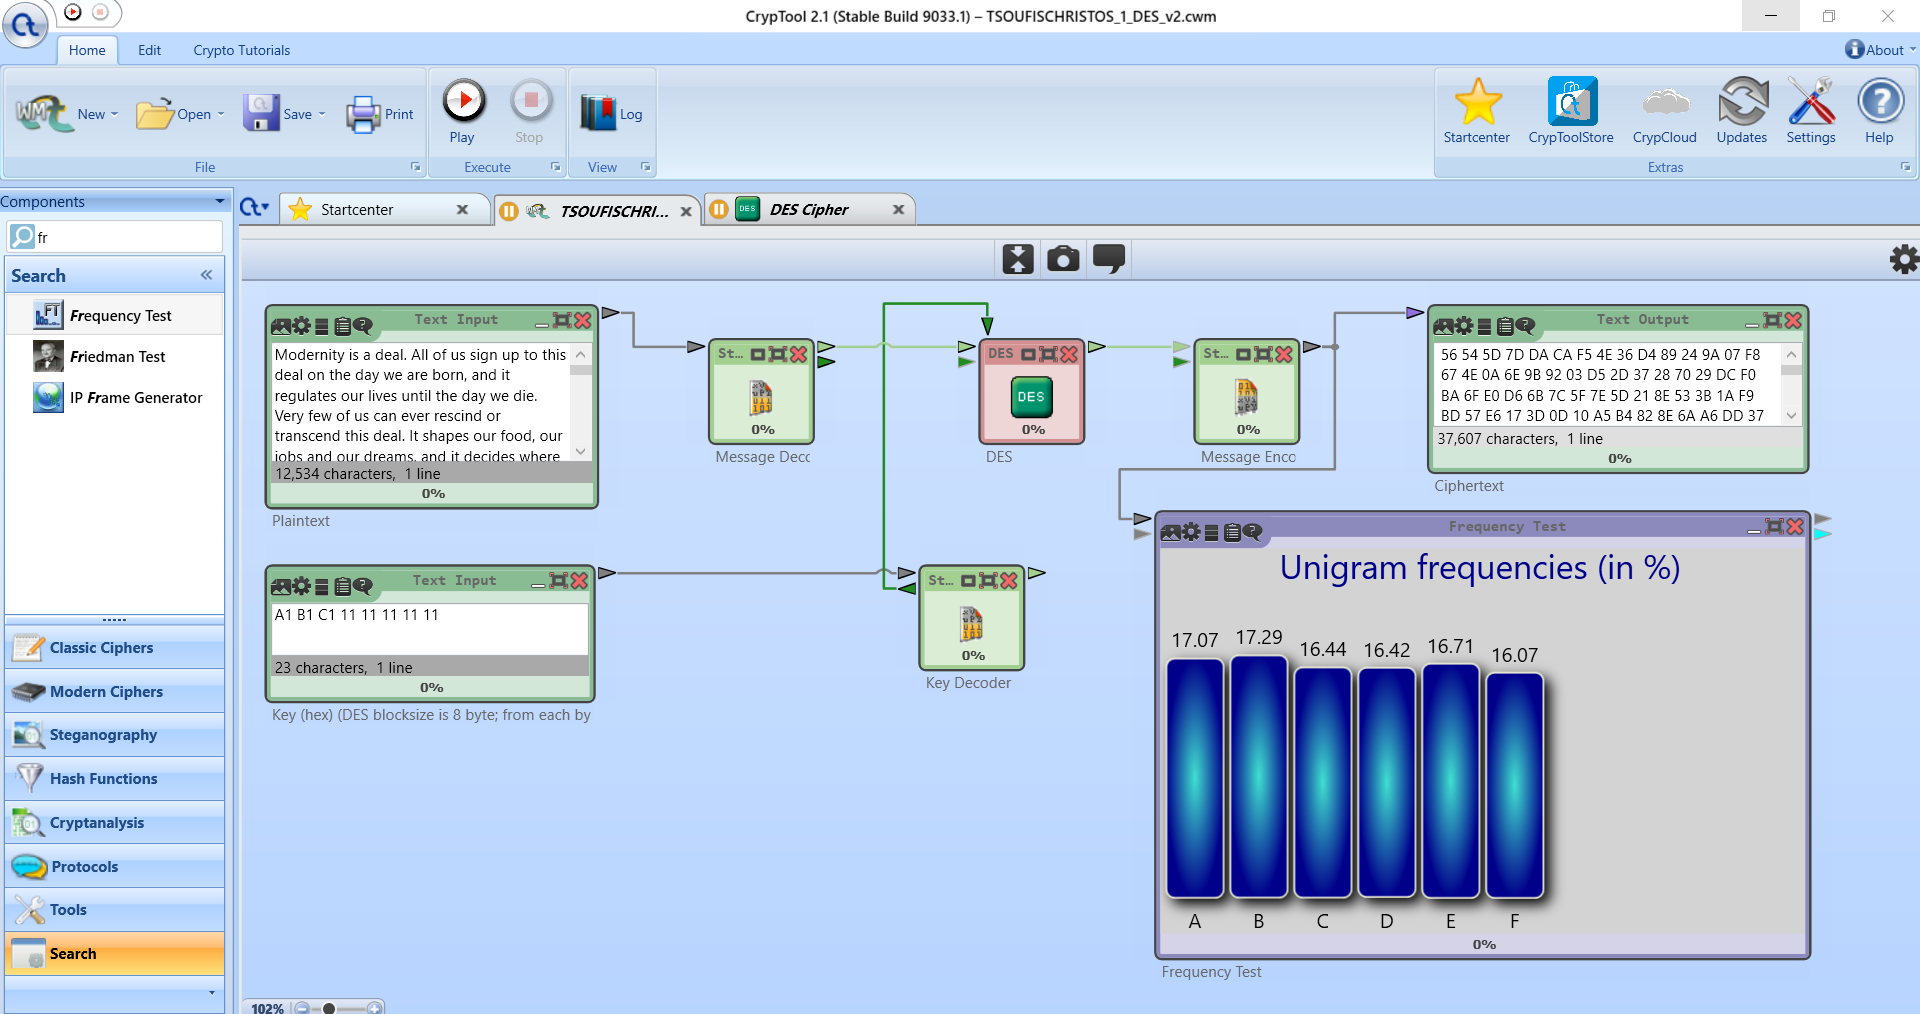 CrypTool 2.1 (Stable Build 9033.1) – TSOUFISCHRISTOS_1_DES_v2.cwm
Home Edit Crypto Tutorials About
New Open Save Print Play Stop Log Startcenter CrypToolStore CrypCloud Updates Settings Help
File Execute View Extras
Components
Startcenter TSOUFISCHRI... DES Cipher
fr
Search
Frequency Test
Friedman Test
IP Frame Generator
Classic Ciphers
Modern Ciphers
Steganography
Hash Functions
Cryptanalysis
Protocols
Tools
Search
Text Input
Modernity is a deal. All of us sign up to this
deal on the day we are born, and it
regulates our lives until the day we die.
Very few of us can ever rescind or
transcend this deal. It shapes our food, our
jobs and our dreams, and it decides where
12,534 characters, 1 line
0%
Plaintext
St...
0%
Message Decc
DES
DES
0%
DES
St...
0%
Message Enco
Text Output
56 54 5D 7D DA CA F5 4E 36 D4 89 24 9A 07 F8
67 4E 0A 6E 9B 92 03 D5 2D 37 28 70 29 DC F0
BA 6F E0 D6 6B 7C 5F 7E 5D 21 8E 53 3B 1A F9
BD 57 E6 17 3D 0D 10 A5 B4 82 8E 6A A6 DD 37
37,607 characters, 1 line
0%
Ciphertext
Text Input
A1 B1 C1 11 11 11 11 11
23 characters, 1 line
0%
Key (hex) (DES blocksize is 8 byte; from each by
St...
0%
Key Decoder
Frequency Test
Unigram frequencies (in %)
17.07 17.29 16.44 16.42 16.71 16.07
A B C D E F
0%
Frequency Test
102%